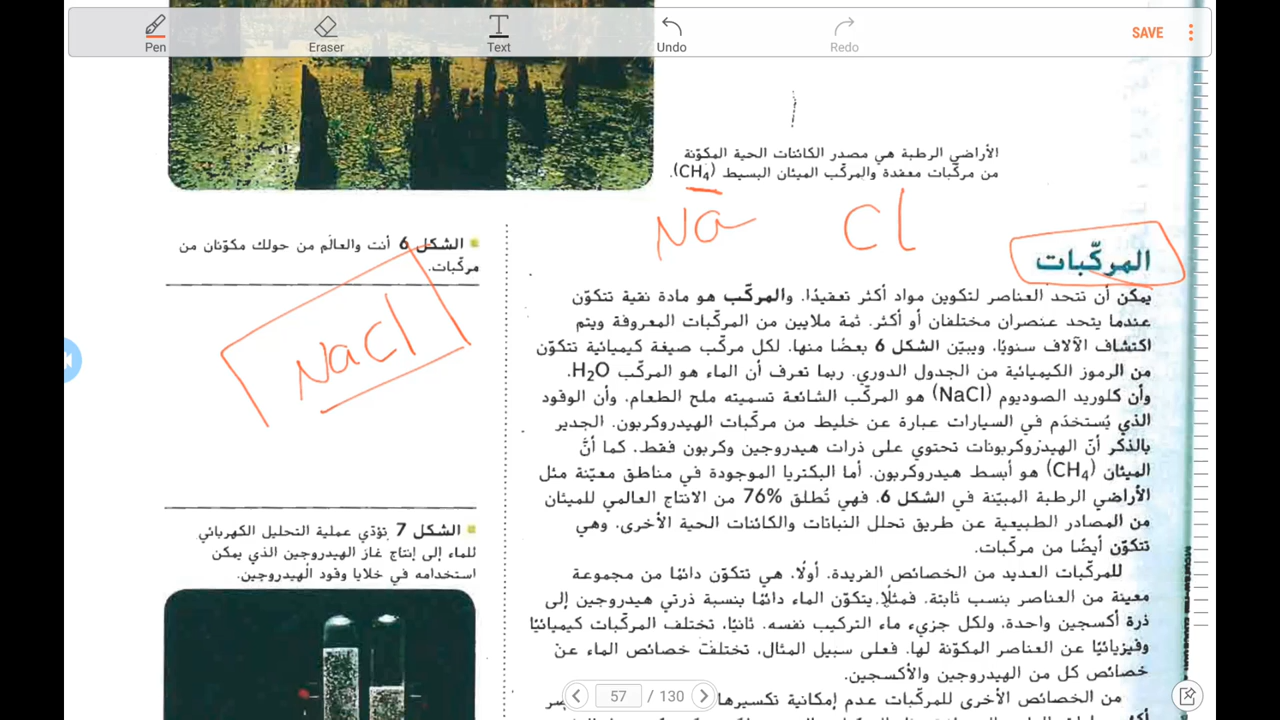 Pen
Eraser
Text
Undo
Redo
SAVE
الأراضي الرطبة هي مصدر الكائنات الحية المكوّنة
من مركّبات معقدة والمركّب الميثان البسيط (CH4).
Na Cl
المركّبات
يمكن أن تتحد العناصر لتكوين مواد أكثر تعقيدًا. والمركّب هو مادة نقية تتكوّن
عندما يتحد عنصران مختلفان أو أكثر. ثمة ملايين من المركّبات المعروفة ويتم
اكتشاف الآلاف سنويًا. ويبيّن الشكل 6 بعضًا منها. لكل مركّب صيغة كيميائية تتكوّن
من الرموز الكيميائية من الجدول الدوري. ربما تعرف أن الماء هو المركّب H2O.
وأن كلوريد الصوديوم (NaCl) هو المركّب الشائعة تسميته ملح الطعام. وأن الوقود
الذي يُستخدَم في السيارات عبارة عن خليط من مركّبات الهيدروكربون. الجدير
بالذكر أنّ الهيدروكربونات تحتوي على ذرات هيدروجين وكربون فقط. كما أنّ
الميثان (CH4) هو أبسط هيدروكربون. أما البكتريا الموجودة في مناطق معيّنة مثل
الأراضي الرطبة المبيّنة في الشكل 6. فهي تُطلق 76% من الانتاج العالمي للميثان
من المصادر الطبيعية عن طريق تحلل النباتات والكائنات الحية الأخرى. وهي
تتكوّن أيضًا من مركّبات.
للمركّبات العديد من الخصائص الفريدة. أولًا. هي تتكوّن دائمًا من مجموعة
معينة من العناصر بنسب ثابتة. فمثلًا. يتكوّن الماء دائمًا بنسبة ذرتي هيدروجين إلى
ذرة أكسجين واحدة. ولكل جزيء ماء التركيب نفسه. ثانيًا، تختلف المركّبات كيميائيًا
وفيزيائيًا عن العناصر المكوّنة لها. فعلى سبيل المثال، تختلف خصائص الماء عن
خصائص كل من الهيدروجين والأكسجين.
من الخصائص الأخرى للمركّبات عدم إمكانية تكسيرها
الشكل 6 أنت والعالَم من حولك مكوّنان من
مركّبات.
NaCl
الشكل 7 تؤدّي عملية التحليل الكهربائي
للماء إلى إنتاج غاز الهيدروجين الذي يمكن
استخدامه في خلايا وقود الهيدروجين.
57 / 130